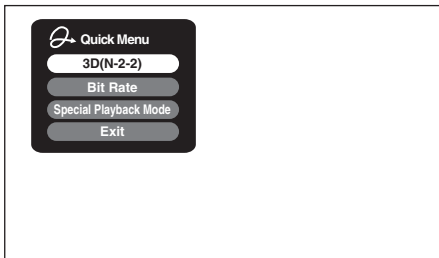 Quick Menu
3D(N-2-2)
Bit Rate
Special Playback Mode
Exit